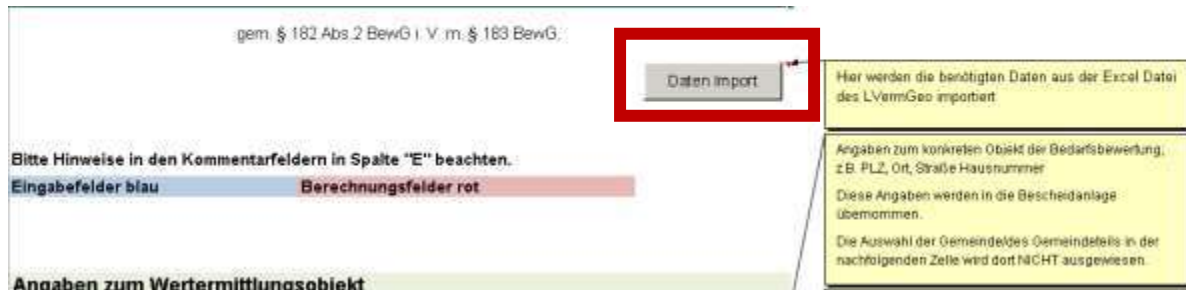 gem. § 182 Abs.2 BewG i. V. m. § 183 BewG.
Daten Import
Hier werden die benötigten Daten aus der Excel Datei
des LVermGeo importiert
Bitte Hinweise in den Kommentarfeldern in Spalte "E" beachten.
Eingabefelder blau Berechnungsfelder rot
Angaben zum konkreten Objekt der Bedarfsbewertung,
z.B. PLZ, Ort, Straße Hausnummer
Diese Angaben werden in die Bescheidanlage
übernommen.
Die Auswahl der Gemeinde/des Gemeindeteils in der
nachfolgenden Zelle wird dort NICHT ausgewiesen.
Angaben zum Wertermittlungsobjekt